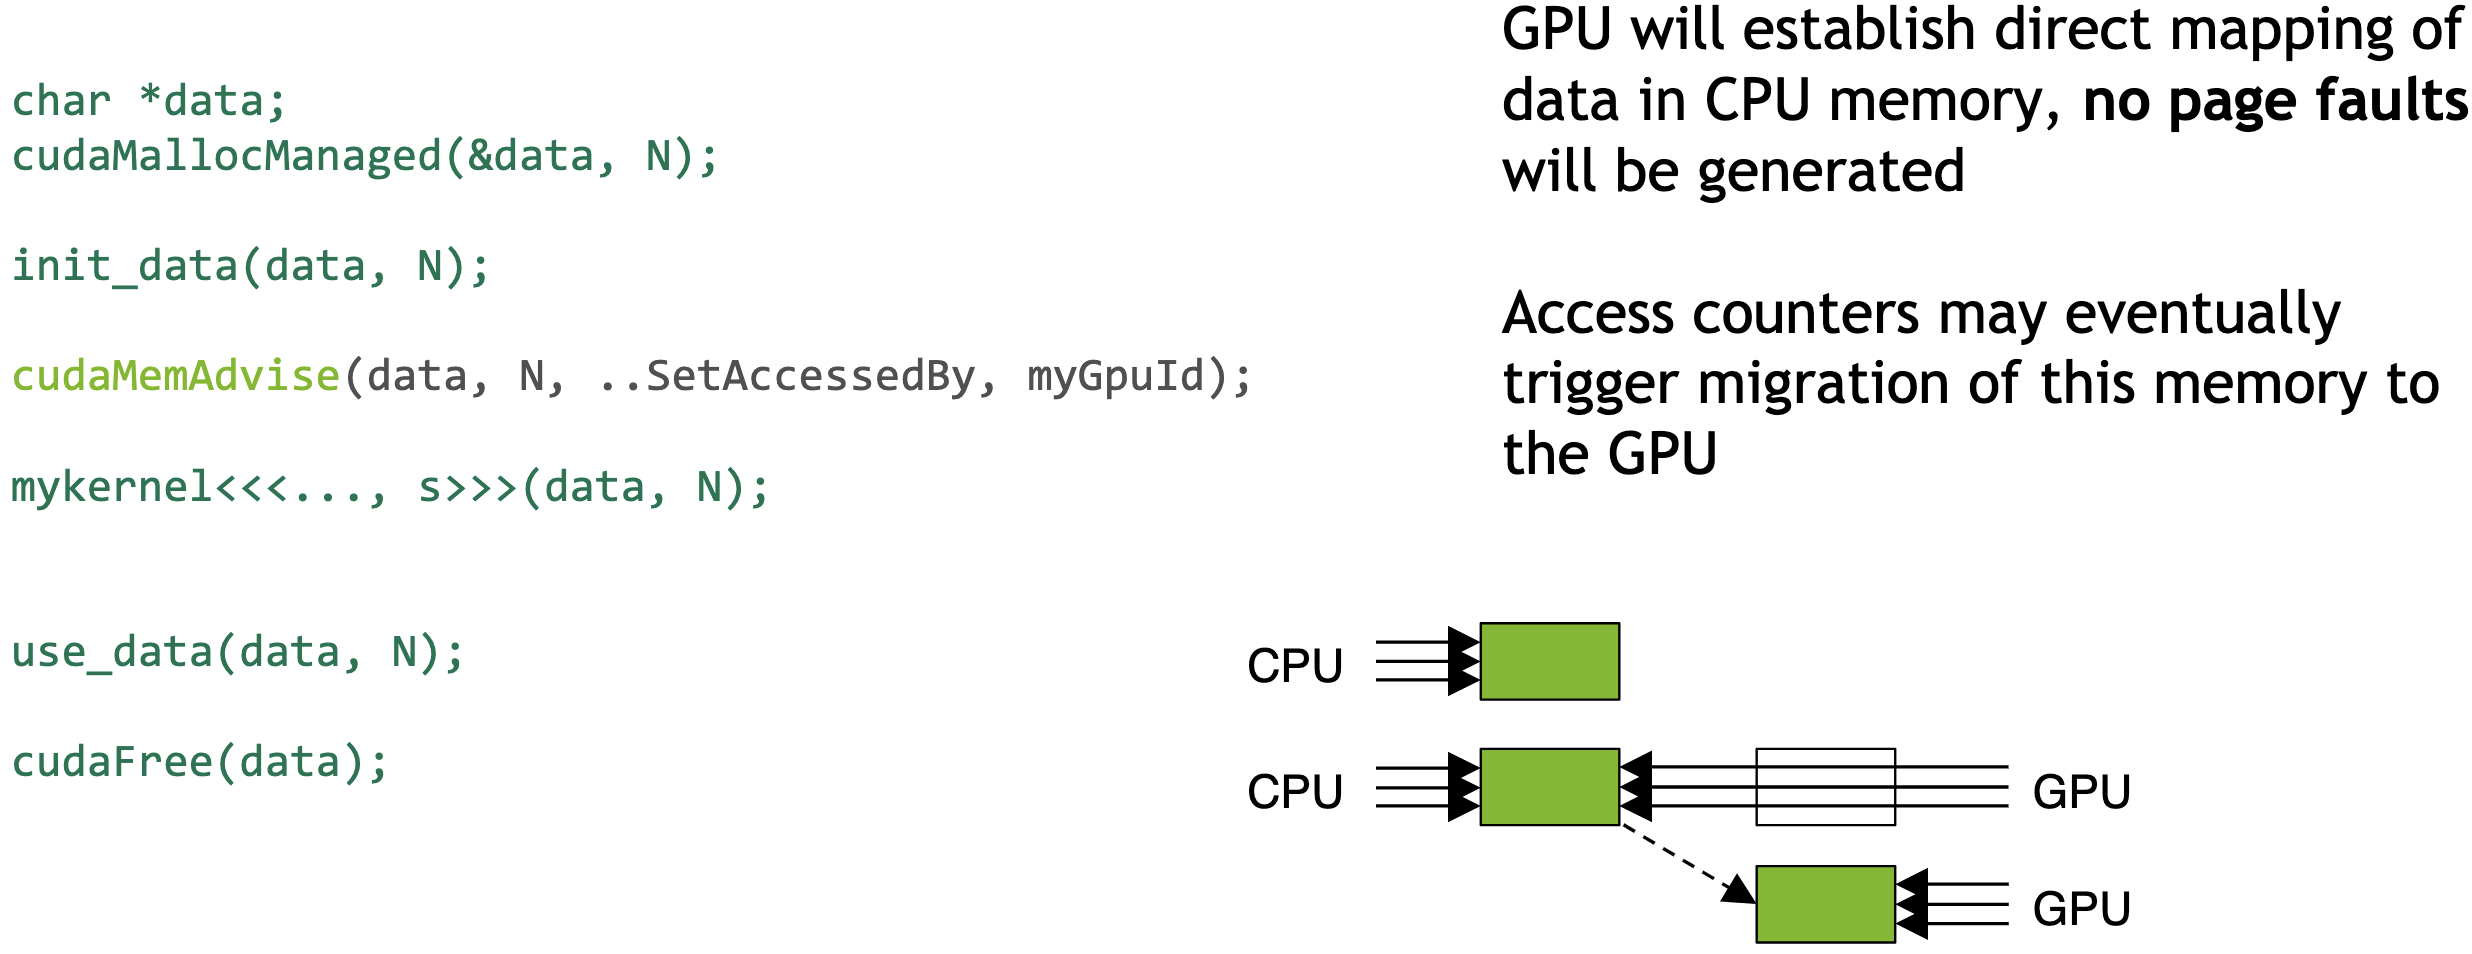 char *data;
cudaMallocManaged(&data, N);
init_data(data, N);
cudaMemAdvise(data, N, ..SetAccessedBy, myGpuId);
mykernel<<<..., s>>>(data, N);
use_data(data, N);
cudaFree(data);
GPU will establish direct mapping of
data in CPU memory, no page faults
will be generated
Access counters may eventually
trigger migration of this memory to
the GPU
CPU
CPU
GPU
GPU